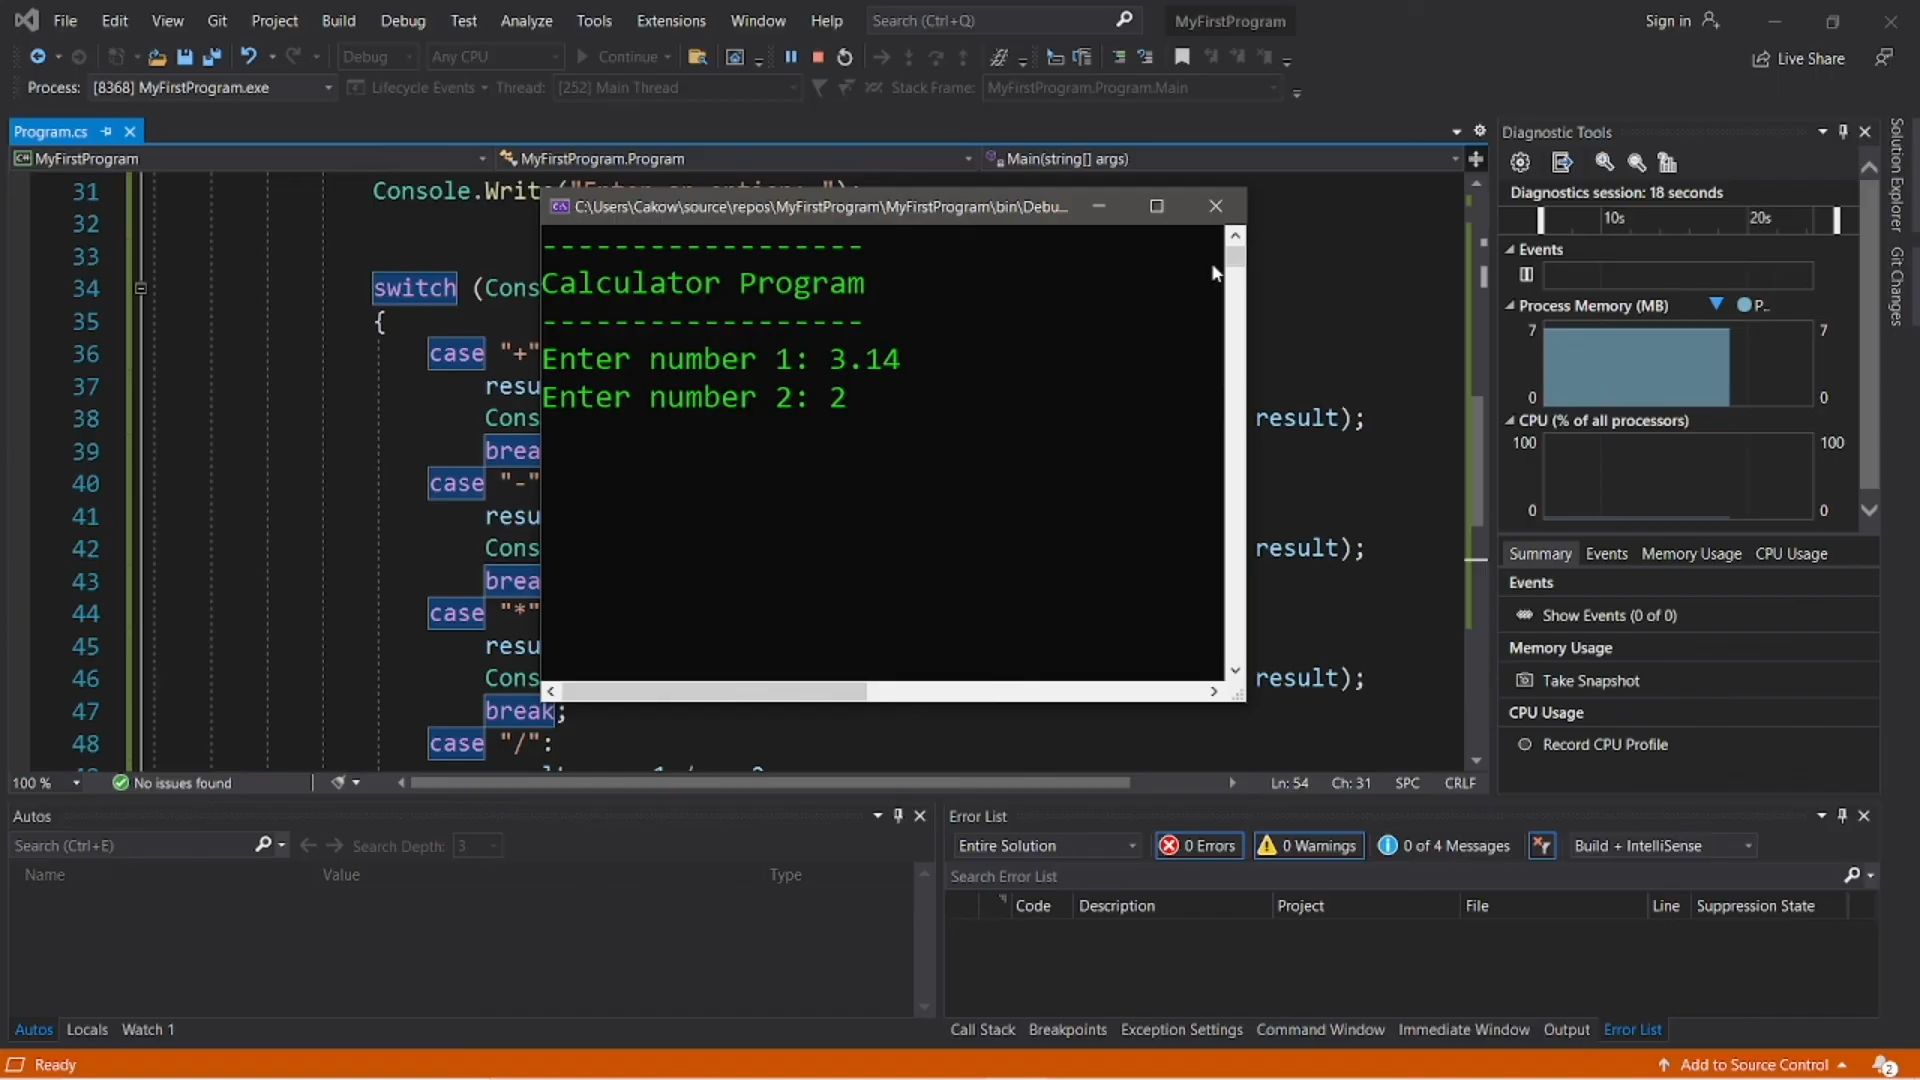 File Edit View Git Project Build Debug Test Analyze Tools Extensions Window Help Search (Ctrl+Q) MyFirstProgram Sign in
Debug Any CPU Continue Live Share
Process: [8368] MyFirstProgram.exe Lifecycle Events Thread: [252] Main Thread Stack Frame: MyFirstProgram.Program.Main
Program.cs
MyFirstProgram MyFirstProgram.Program Main(string[] args)
31 Console.Writ
32
33
34 switch (Cons
35 {
36 case "+"
37 resu
38 Cons result);
39 brea
40 case "-"
41 resu
42 Cons result);
43 brea
44 case "*"
45 resu
46 Cons result);
47 break;
48 case "/":
C:\Users\Cakow\source\repos\MyFirstProgram\MyFirstProgram\bin\Debu...
------------------
Calculator Program
------------------
Enter number 1: 3.14
Enter number 2: 2
100 % No issues found Ln: 54 Ch: 31 SPC CRLF
Diagnostic Tools
Diagnostics session: 18 seconds
10s 20s
Events
Process Memory (MB) P...
7 7
0 0
CPU (% of all processors)
100 100
0 0
Summary Events Memory Usage CPU Usage
Events
Show Events (0 of 0)
Memory Usage
Take Snapshot
CPU Usage
Record CPU Profile
Solution Explorer
Git Changes
Autos
Search (Ctrl+E) Search Depth: 3
Name Value Type
Autos Locals Watch 1
Error List
Entire Solution 0 Errors 0 Warnings 0 of 4 Messages Build + IntelliSense
Search Error List
Code Description Project File Line Suppression State
Call Stack Breakpoints Exception Settings Command Window Immediate Window Output Error List
Ready Add to Source Control 2